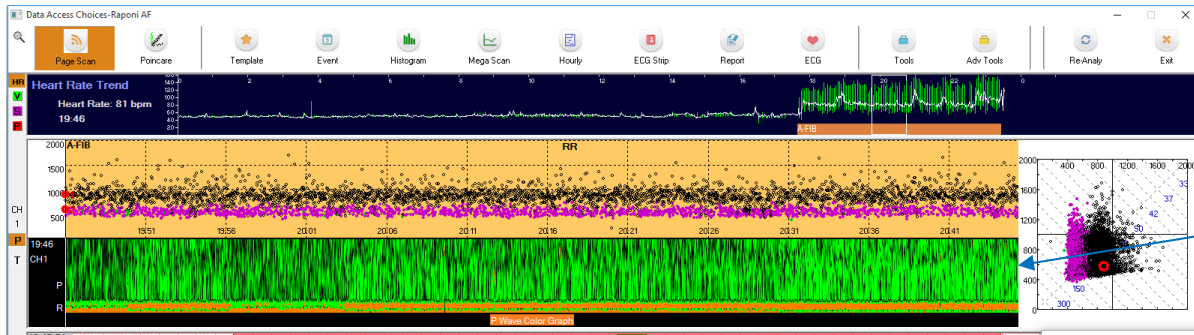 Data Access Choices-Raponi AF
Page Scan Poincare Template Event Histogram Mega Scan Hourly ECG Strip Report ECG Tools Adv Tools Re-Analy Exit
HR
V
S
P
Heart Rate Trend
Heart Rate: 81 bpm
19:46
140
120
100
80
60
40
20
0 2 4 6 8 10 12 14 16 18 20 22 0
A-FIB
CH
1
P
T
2000
1500
1000
500
A-FIB
RR
19:51 19:56 20:01 20:06 20:11 20:16 20:21 20:26 20:31 20:36 20:41
19:46
CH1
P
R
P Wave Color Graph
400 800 1200 1600 2000
2000
1600
1200
800
400
0
33
37
42
50
150
300